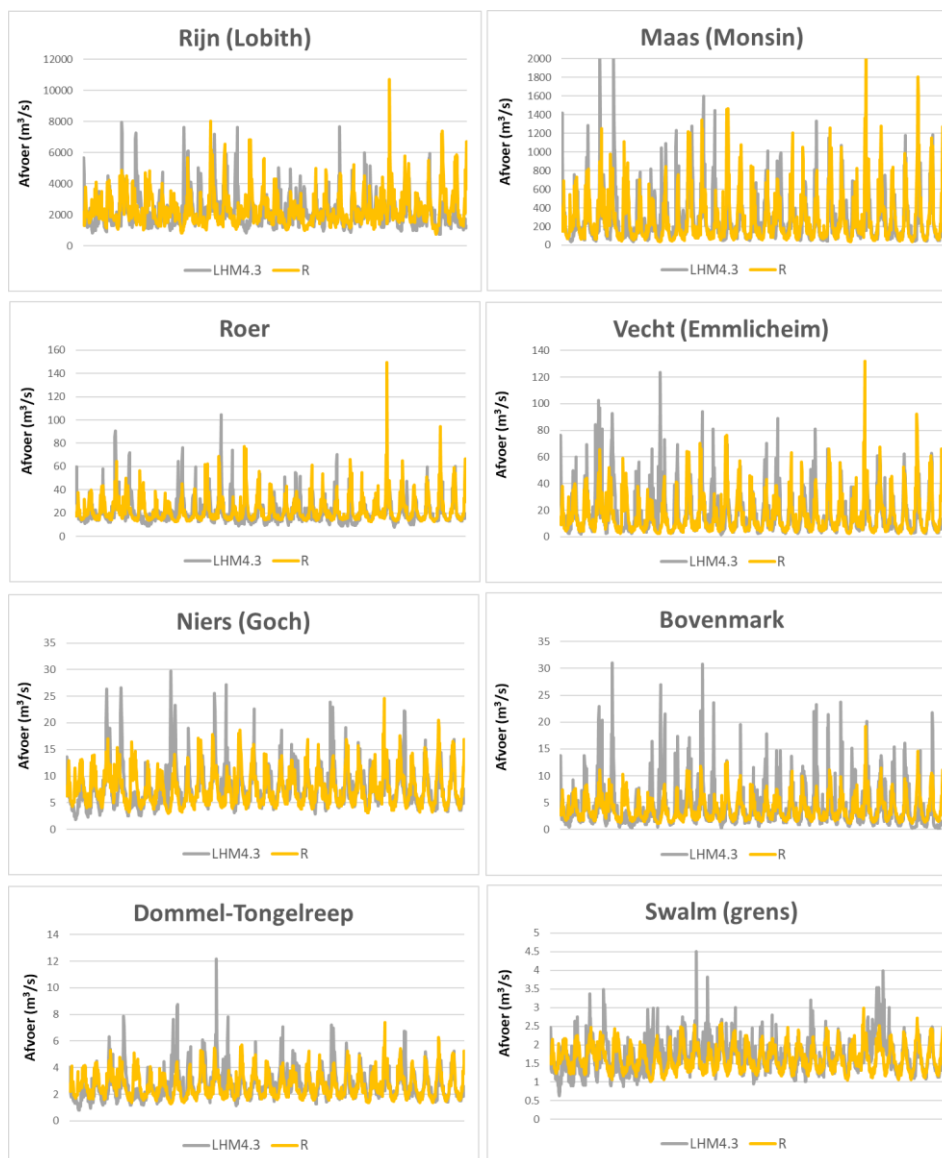 Rijn (Lobith)
Afvoer (m³/s)
12000
10000
8000
6000
4000
2000
0
LHM4.3 R
Maas (Monsin)
Afvoer (m³/s)
2000
1800
1600
1400
1200
1000
800
600
400
200
0
LHM4.3 R
Roer
Afvoer (m³/s)
160
140
120
100
80
60
40
20
0
LHM4.3 R
Vecht (Emmlicheim)
Afvoer (m³/s)
140
120
100
80
60
40
20
0
LHM4.3 R
Niers (Goch)
Afvoer (m³/s)
35
30
25
20
15
10
5
0
LHM4.3 R
Bovenmark
Afvoer (m³/s)
35
30
25
20
15
10
5
0
LHM4.3 R
Dommel-Tongelreep
Afvoer (m³/s)
14
12
10
8
6
4
2
0
LHM4.3 R
Swalm (grens)
Afvoer (m³/s)
5
4.5
4
3.5
3
2.5
2
1.5
1
0.5
0
LHM4.3 R